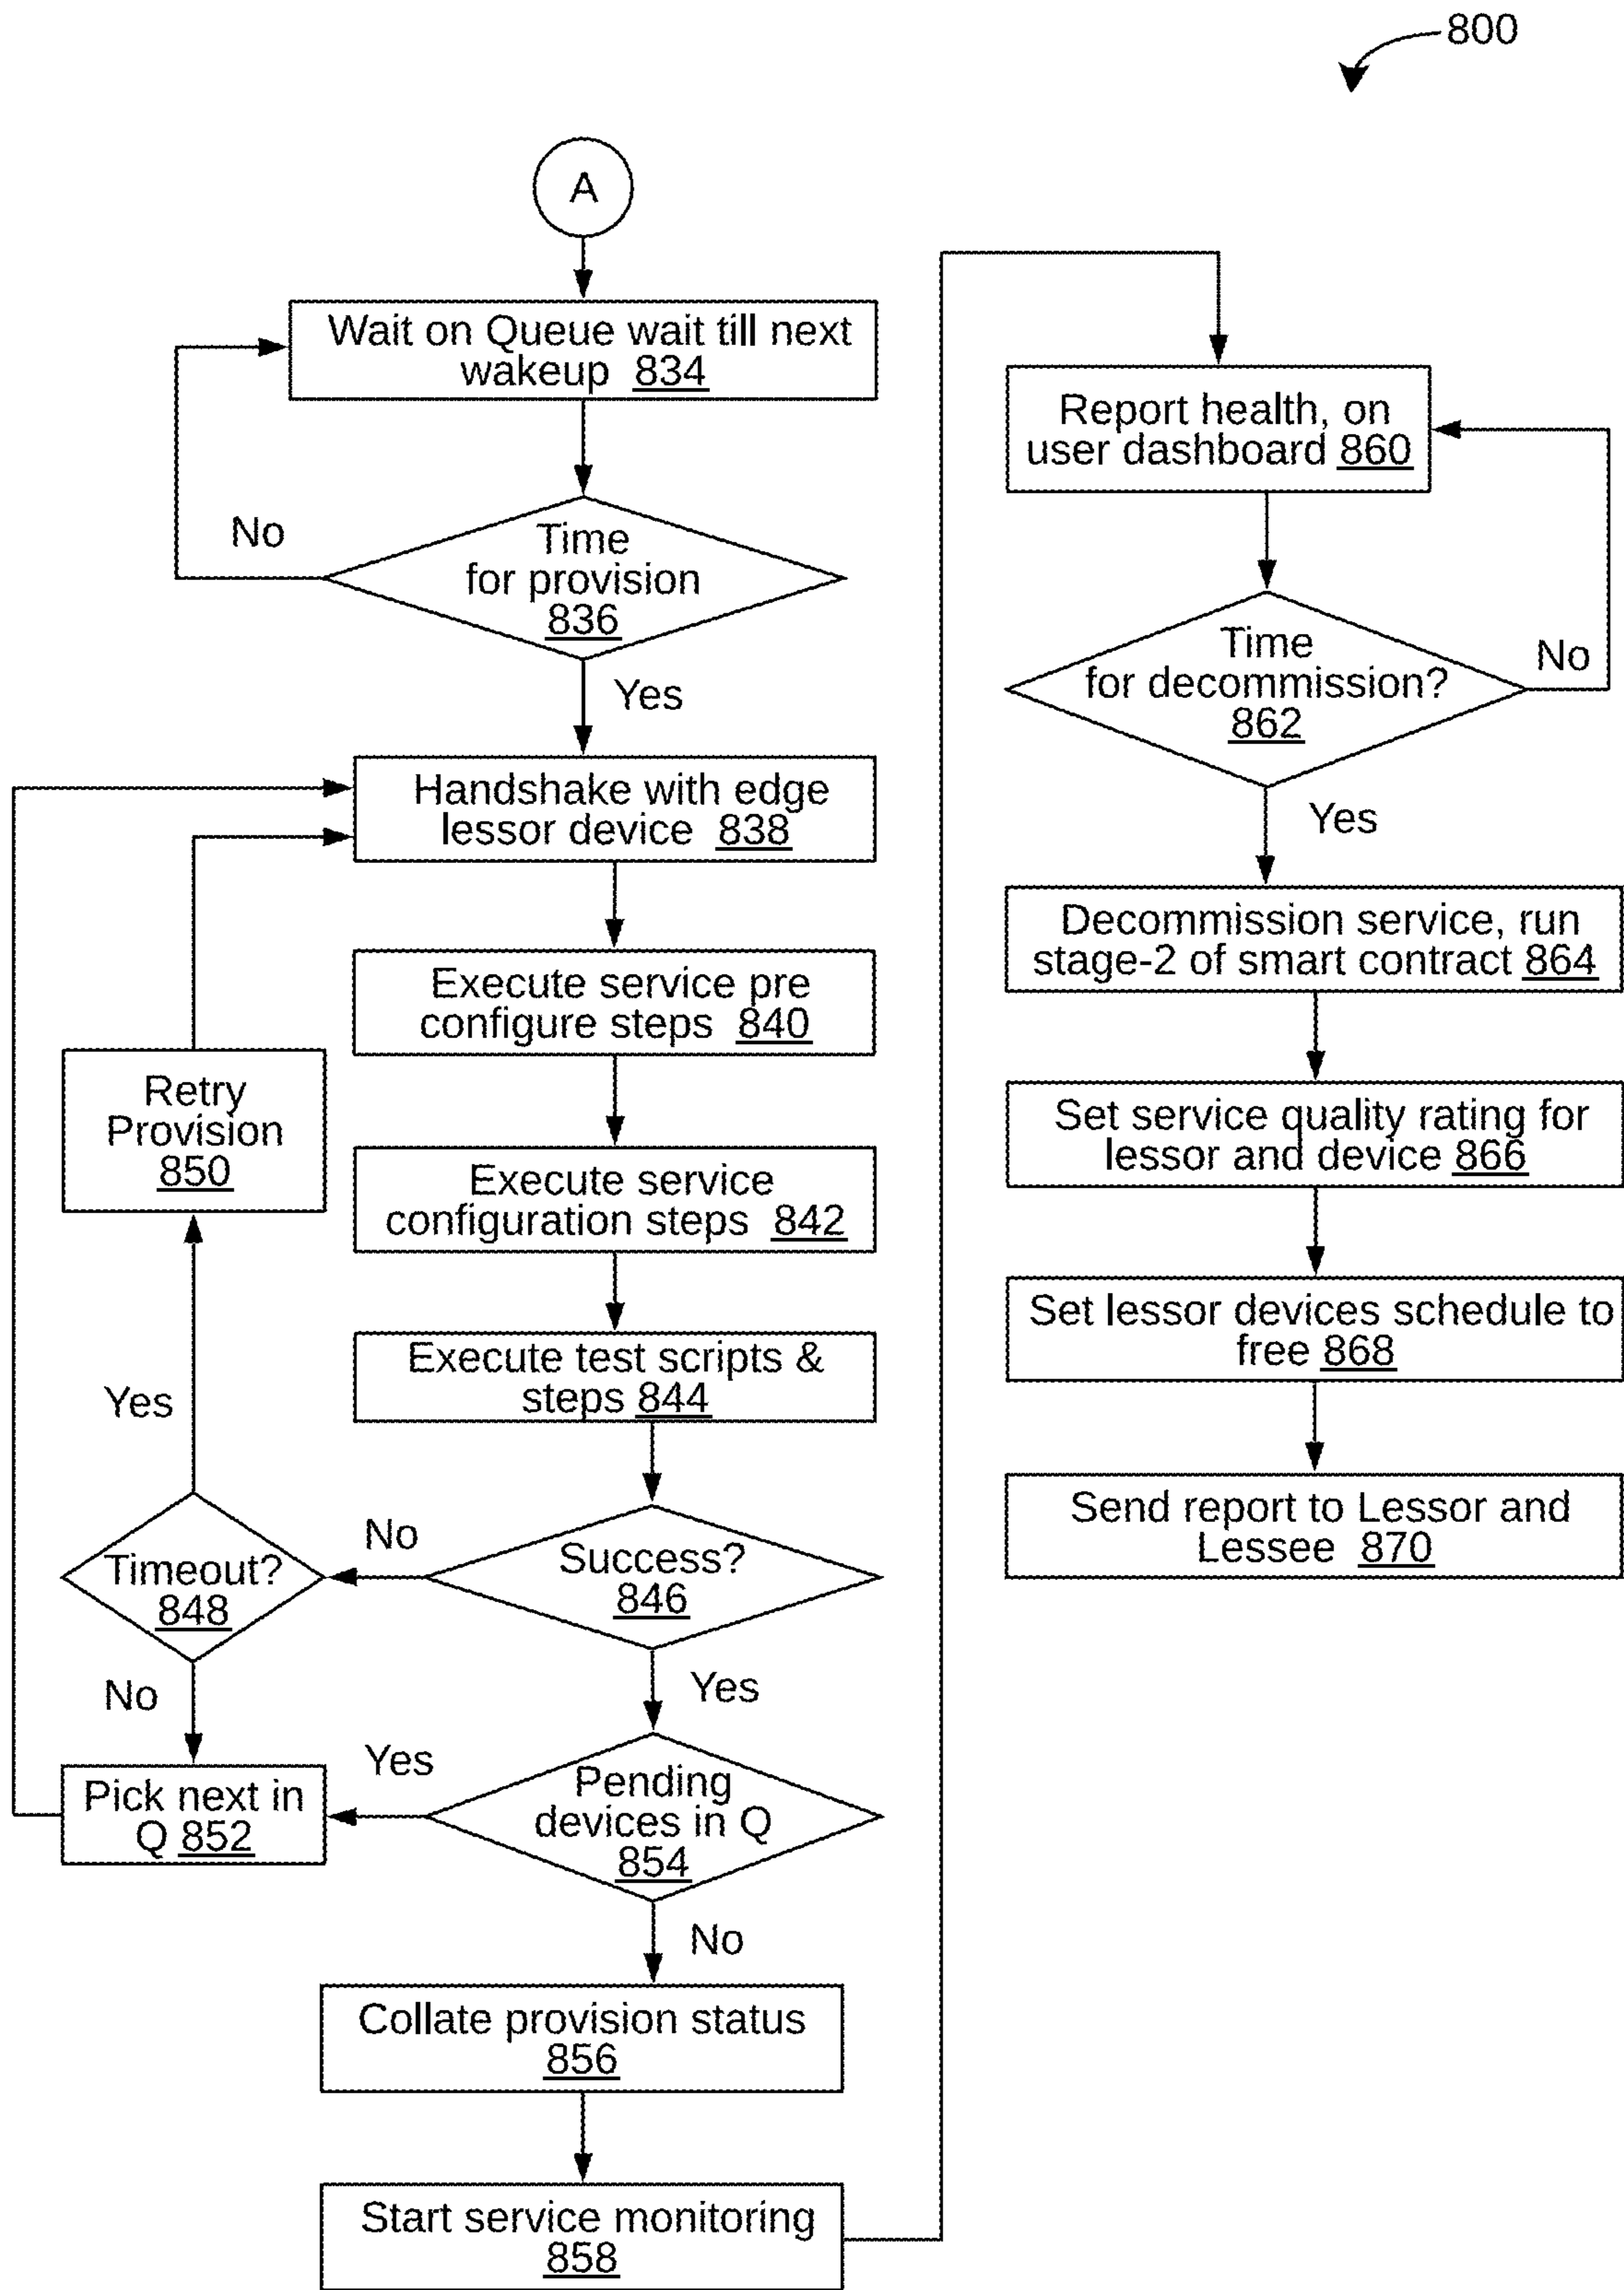 800
A
Wait on Queue wait till next
wakeup 834
No
Time
for provision
836
Yes
Handshake with edge
lessor device 838
Execute service pre
configure steps 840
Retry
Provision
850
Execute service
configuration steps 842
Execute test scripts &
steps 844
Yes
No
Timeout?
848
Success?
846
No
Yes
Pick next in
Q 852
Yes
Pending
devices in Q
854
No
Collate provision status
856
Start service monitoring
858
Report health, on
user dashboard 860
Time
for decommission?
862
No
Yes
Decommission service, run
stage-2 of smart contract 864
Set service quality rating for
lessor and device 866
Set lessor devices schedule to
free 868
Send report to Lessor and
Lessee 870